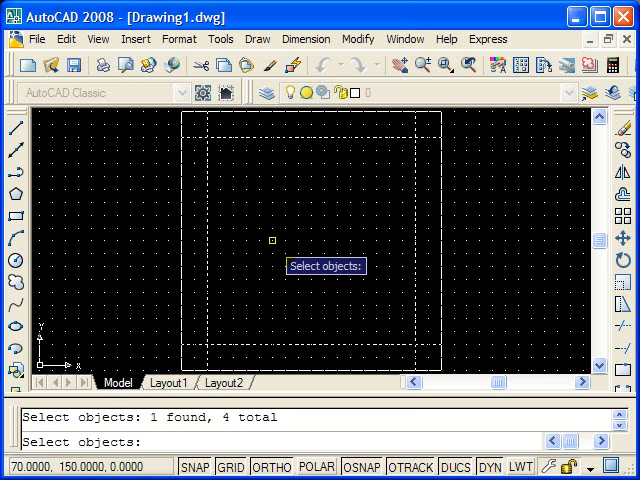 AutoCAD 2008 - [Drawing1.dwg]
File Edit View Insert Format Tools Draw Dimension Modify Window Help Express
AutoCAD Classic 0
Select objects:
Y
X
Model Layout1 Layout2
Select objects: 1 found, 4 total
Select objects:
70.0000, 150.0000, 0.0000 SNAP GRID ORTHO POLAR OSNAP OTRACK DUCS DYN LWT